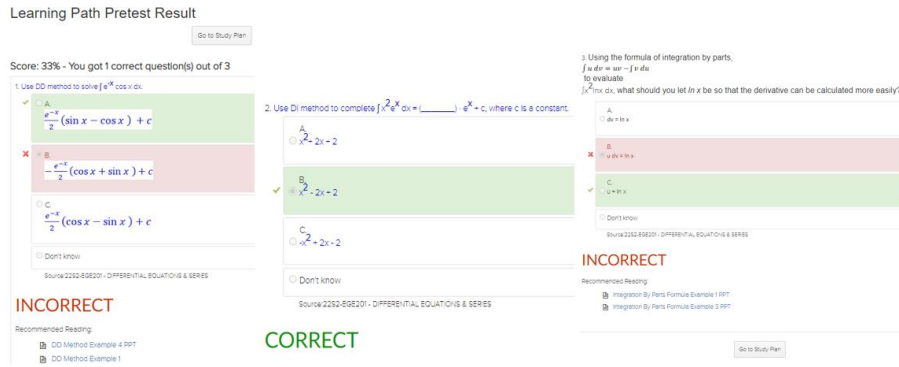 Learning Path Pretest Result
Go to Study Plan
Score: 33% - You got 1 correct question(s) out of 3
1. Use DD method to solve ∫ e^-x cos x dx.
A.
e^-x/2 (sin x − cos x ) + c
B.
− e^-x/2 (cos x + sin x ) + c
C.
e^-x/2 (cos x − sin x ) + c
Don't know
Source:22S2-EGE201 - DIFFERENTIAL EQUATIONS & SERIES
INCORRECT
Recommended Reading:
DD Method Example 4 PPT
DD Method Example 1
2. Use DI method to complete ∫x^2e^x dx = (______) · e^x + c, where c is a constant.
A.
x^2 + 2x - 2
B.
x^2 - 2x + 2
C.
-x^2 + 2x - 2
Don't know
Source:22S2-EGE201 - DIFFERENTIAL EQUATIONS & SERIES
CORRECT
3. Using the formula of integration by parts,
∫ u dv = uv − ∫ v du
to evaluate
∫x^2lnx dx, what should you let ln x be so that the derivative can be calculated more easily?
A.
dv = ln x
B.
u dv = ln x
C.
u = ln x
Don't know
Source:22S2-EGE201 - DIFFERENTIAL EQUATIONS & SERIES
INCORRECT
Recommended Reading:
Integration By Parts Formula Example 1 PPT
Integration By Parts Formula Example 3 PPT
Go to Study Plan